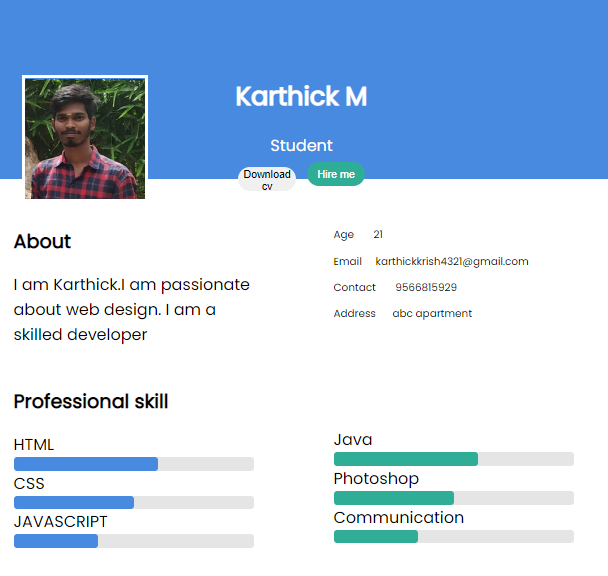 Karthick M
Student
Download
cv
Hire me
About
I am Karthick.I am passionate
about web design. I am a
skilled developer
Age 21
Email karthickkrish4321@gmail.com
Contact 9566815929
Address abc apartment
Professional skill
HTML
CSS
JAVASCRIPT
Java
Photoshop
Communication